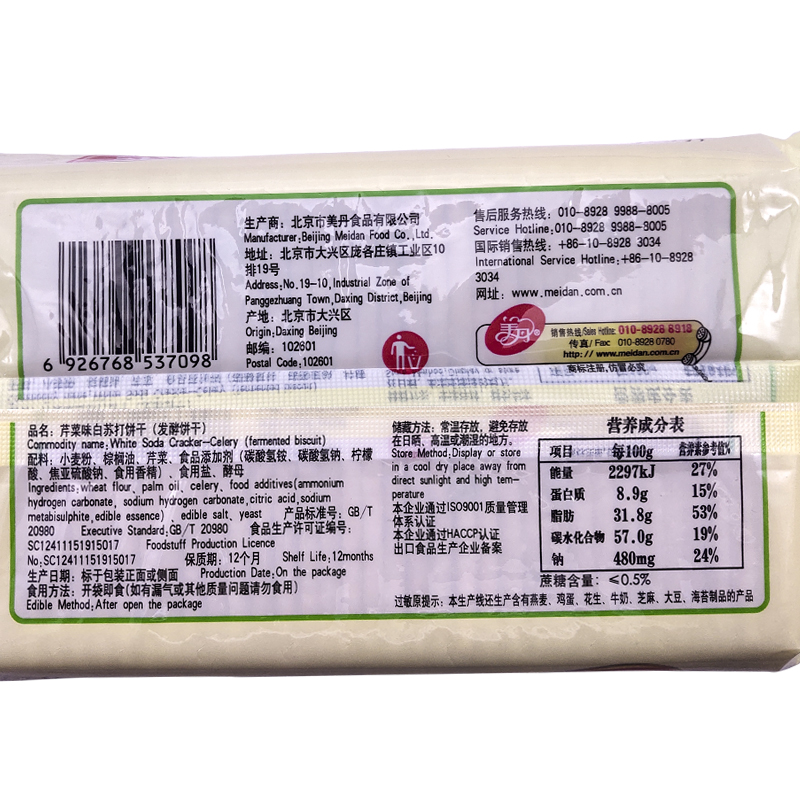 生产商: 北京市美丹食品有限公司
Manufacturer:Beijing Meidan Food Co., Ltd.
地址: 北京市大兴区庞各庄镇工业区10
排19号
Address:No.19-10,Industrial Zone of
Panggezhuang Town,Daxing District,Beijing
产地: 北京市大兴区
Origin:Daxing Beijing
邮编: 102601
Postal Code:102601
6 926768 537098
售后服务热线: 010-8928 9988-8005
Service Hotline:010-8928 9988-8005
国际销售热线: +86-10-8928 3034
International Service Hotline:+86-10-8928
3034
网址: www.meidan.com.cn
美丹
销售热线/Sales Hotline: 010-8928 8918
传真/Fax: 010-8928 0780
http://www.meidan.com.cn
商标注册,仿冒必究
品名: 芹菜味白苏打饼干 (发酵饼干)
Commodity name:White Soda Cracker-Celery (fermented biscuit)
配料: 小麦粉、棕榈油、芹菜、食品添加剂 (碳酸氢铵、碳酸氢钠、柠檬
酸、焦亚硫酸钠、食用香精)、食用盐、酵母
Ingredients:wheat flour, palm oil, celery, food additives(ammonium
hydrogen carbonate, sodium hydrogen carbonate,citric acid,sodium
metabisulphite,edible essence) , edible salt, yeast 产品标准号: GB/T
20980 Executive Standard:GB/T 20980 食品生产许可证编号:
SC12411151915017 Foodstuff Production Licence
No:SC12411151915017 保质期: 12个月 Shelf Life:12months
生产日期: 标于包装正面或侧面 Production Date:On the package
食用方法: 开袋即食(如有漏气或其他质量问题请勿食用)
Edible Method:After open the package
储藏方法: 常温存放, 避免存放
在日晒、高温或潮湿的地方。
Store Method:Display or store
in a cool dry place away from
direct sunlight and high tem-
perature
本企业通过ISO9001质量管理
体系认证
本企业通过HACCP认证
出口食品生产企业备案
营养成分表
项目 每100g 营养素参考值%
能量 2297kJ 27%
蛋白质 8.9g 15%
脂肪 31.8g 53%
碳水化合物 57.0g 19%
钠 480mg 24%
蔗糖含量: ≤0.5%
过敏原提示: 本生产线还生产含有燕麦、鸡蛋、花生、牛奶、芝麻、大豆、海苔制品的产品